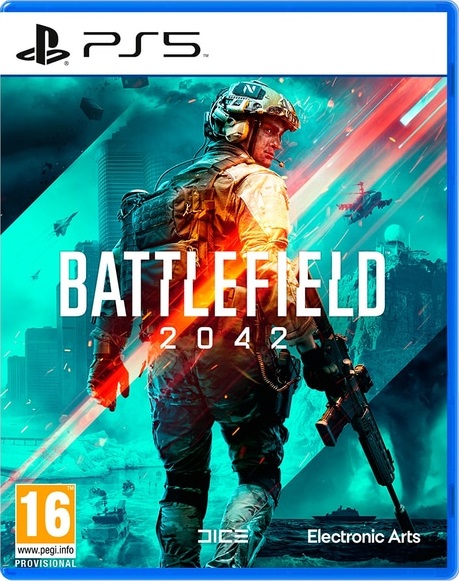 PS5
BATTLEFIELD
2042
16
www.pegi.info
PROVISIONAL
DICE
Electronic Arts